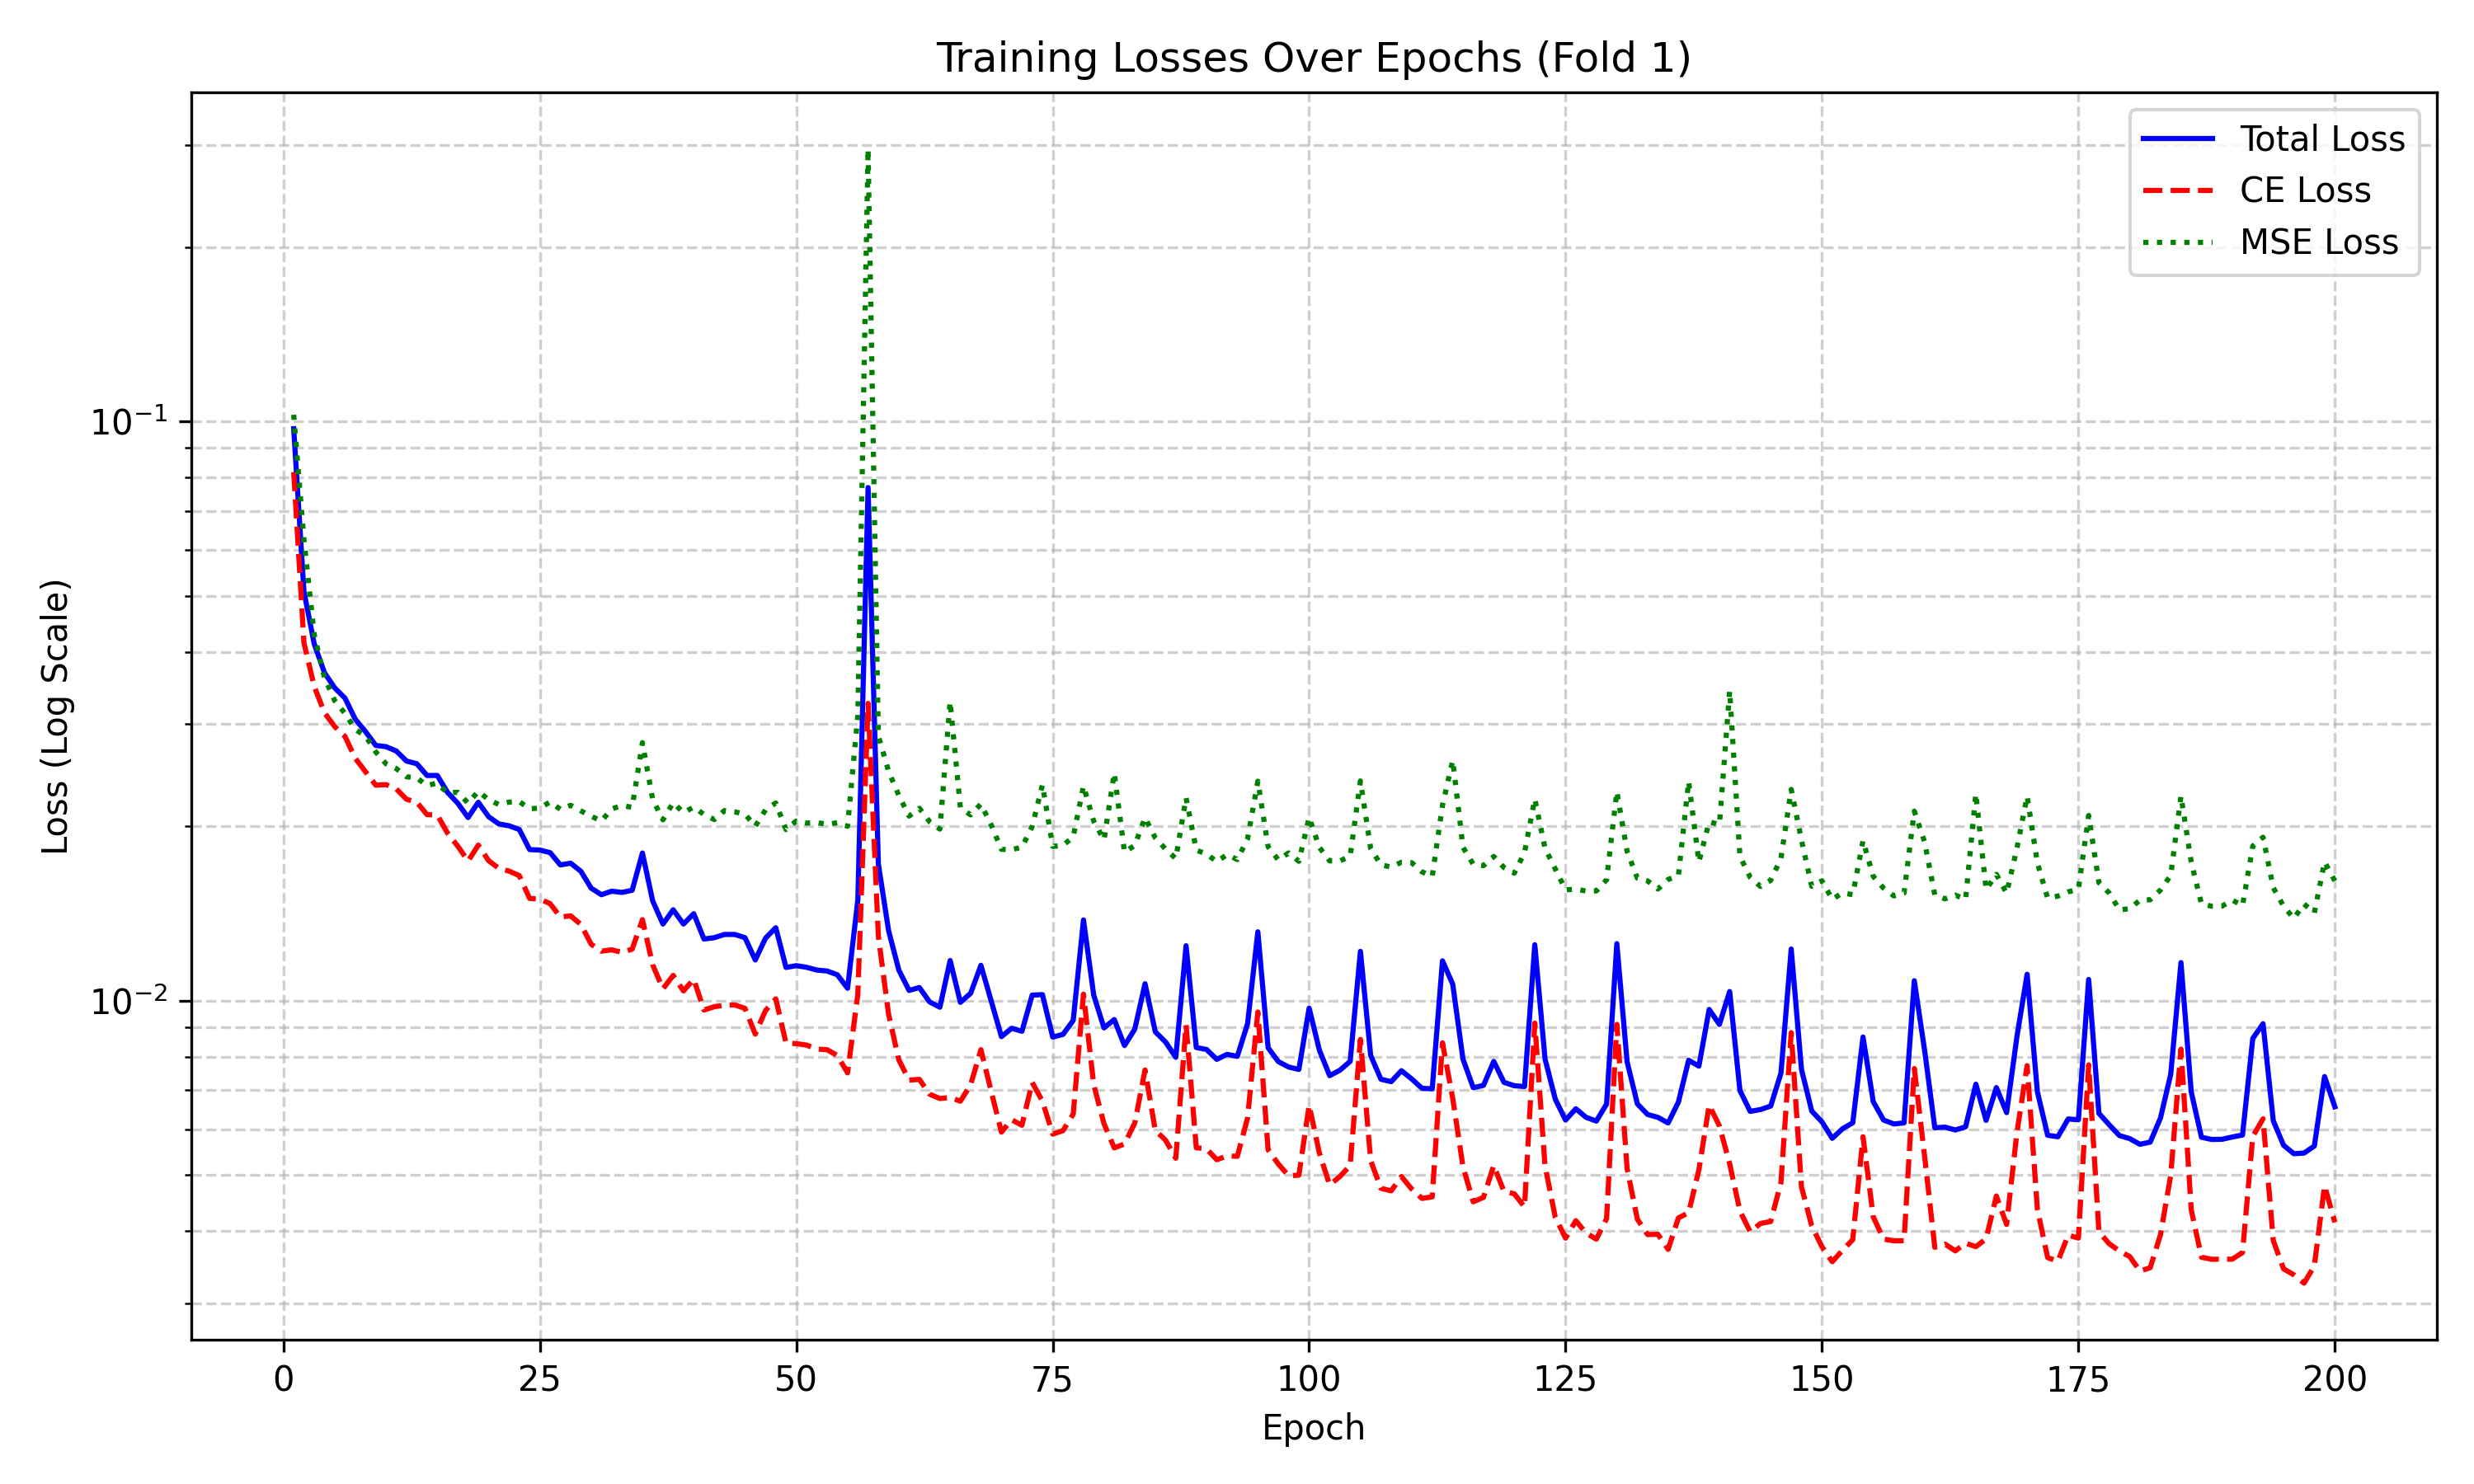 Training Losses Over Epochs (Fold 1)
Total Loss
CE Loss
MSE Loss
Loss (Log Scale)
10⁻¹
10⁻²
0 25 50 75 100 125 150 175 200
Epoch